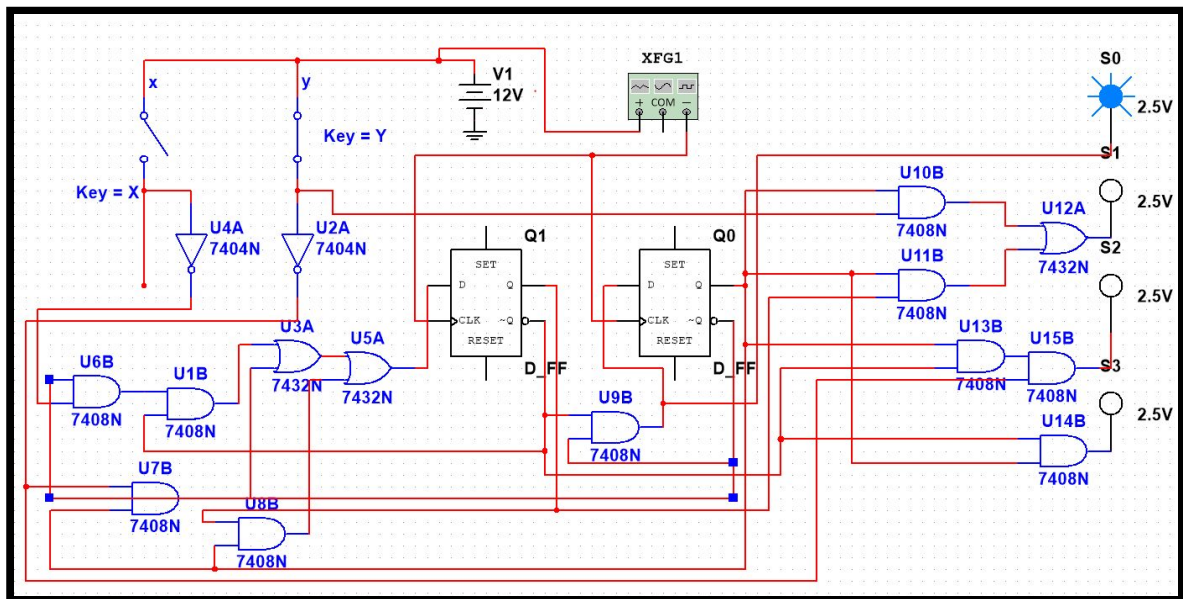 XFG1
S0
x
y
V1
12V
+ COM −
2.5V
Key = Y
S1
Key = X
U10B
2.5V
U4A
7404N
U2A
7404N
7408N
U12A
Q1
Q0
S2
SET
SET
U11B
7432N
D Q
D Q
7408N
2.5V
CLK ~Q
CLK ~Q
U3A
U13B
RESET
RESET
U5A
U15B
U6B
D_FF
D_FF
S3
U1B
7432N
7408N
7432N
7408N
7408N
U9B
2.5V
7408N
U14B
7408N
U7B
7408N
U8B
7408N
7408N